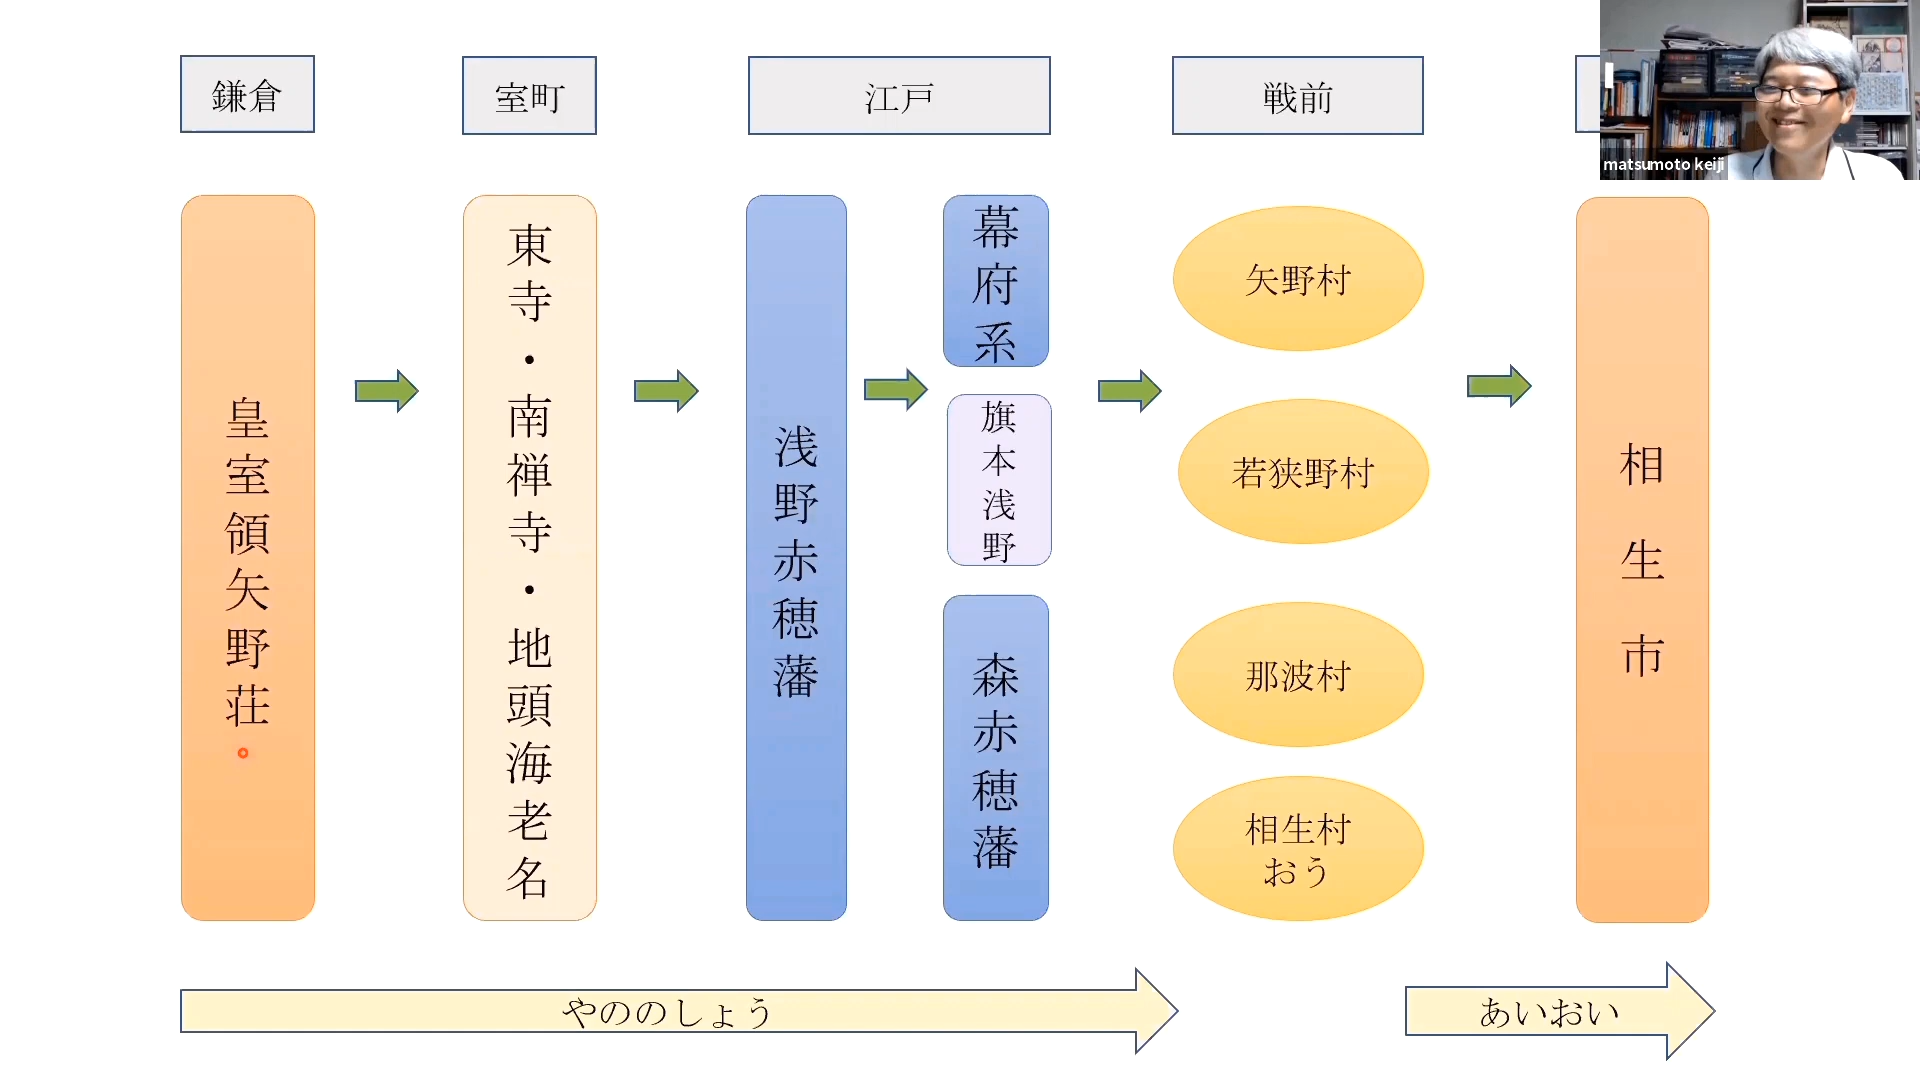 鎌倉
室町
江戸
戦前
matsumoto keiji
皇室領矢野荘
東寺・南禅寺・地頭海老名
浅野赤穂藩
幕府系
旗本浅野
森赤穂藩
矢野村
若狭野村
那波村
相生村
おう
相生市
やののしょう
あいおい